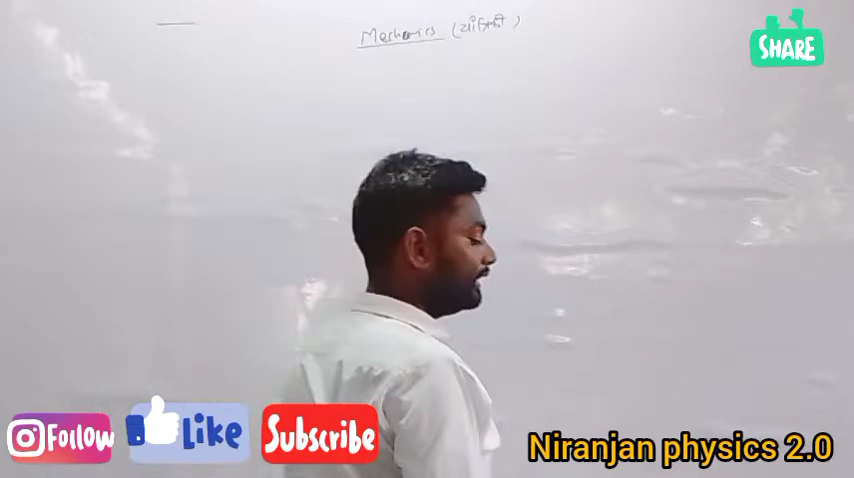 Mechanics (यांत्रिकी)
SHARE
Follow
Like
Subscribe
Niranjan physics 2.0